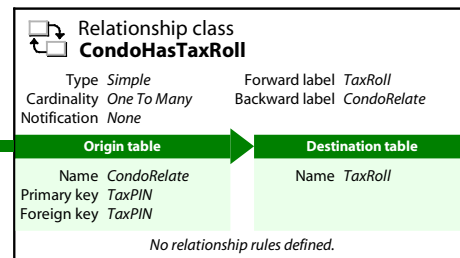 Relationship class
CondoHasTaxRoll
Type Simple Forward label TaxRoll
Cardinality One To Many Backward label CondoRelate
Notification None
Origin table Destination table
Name CondoRelate Name TaxRoll
Primary key TaxPIN
Foreign key TaxPIN
No relationship rules defined.